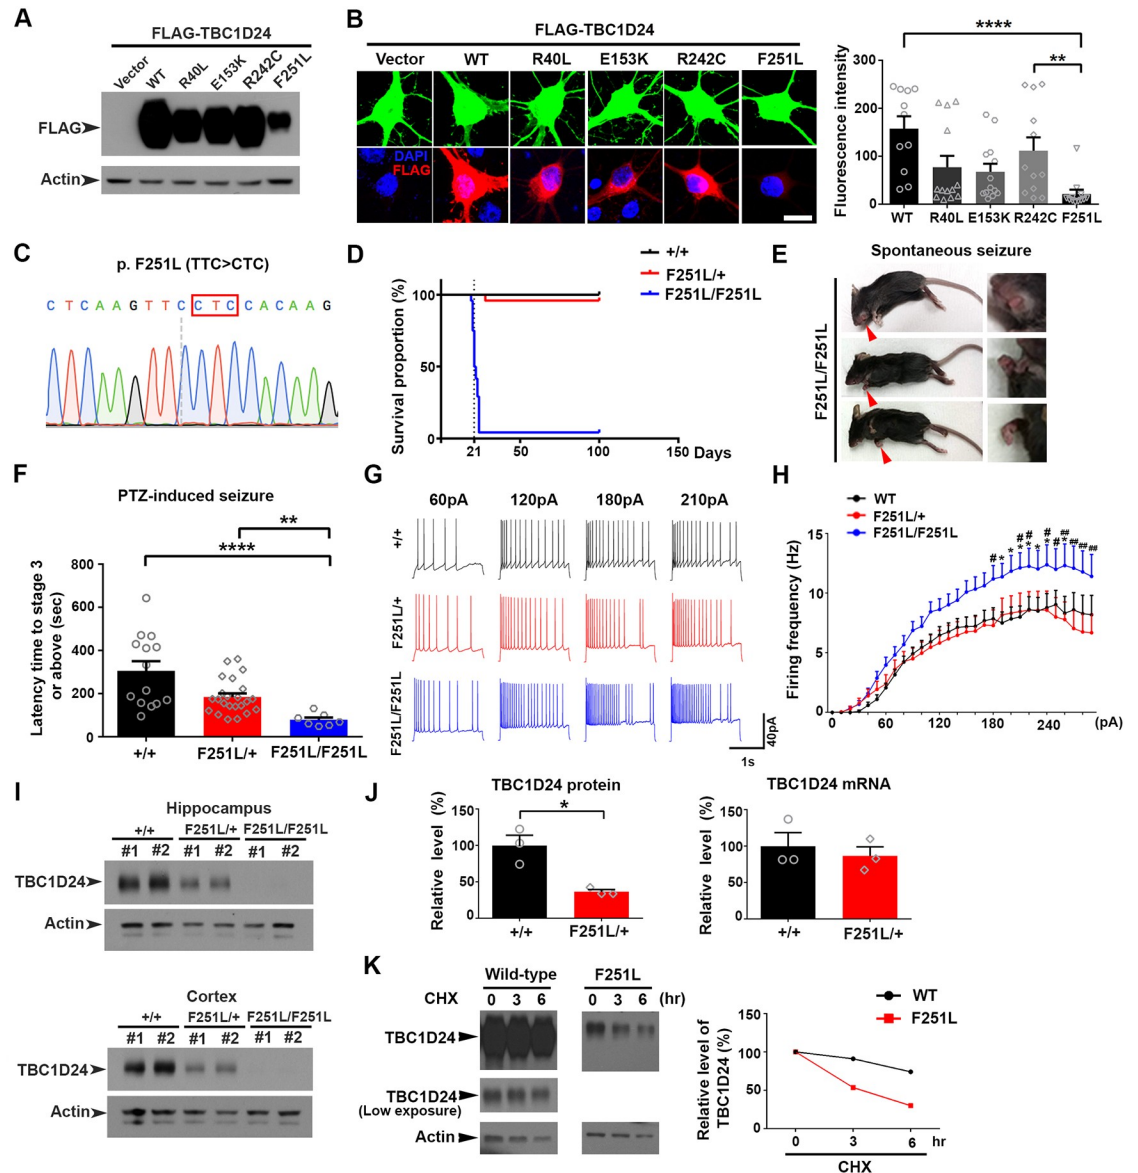 A
FLAG-TBC1D24
Vector
WT
R40L
E153K
R242C
F251L
FLAG
Actin
B
FLAG-TBC1D24
Vector WT R40L E153K R242C F251L
DAPI
FLAG
****
**
Fluorescence intensity
300
200
100
0
WT R40L E153K R242C F251L
C
p. F251L (TTC>CTC)
C T C A A G T T C C T C C A C A A G
D
+/+
F251L/+
F251L/F251L
Survival proportion (%)
100
50
0
21 50 100 150 Days
E
Spontaneous seizure
F251L/F251L
F
PTZ-induced seizure
**
****
Latency time to stage 3
or above (sec)
800
600
400
200
0
+/+ F251L/+ F251L/F251L
G
60pA 120pA 180pA 210pA
+/+
F251L/+
F251L/F251L
40pA
1s
H
WT
F251L/+
F251L/F251L
Firing frequency (Hz)
15
10
5
0
0 60 120 180 240 (pA)
I
Hippocampus
+/+ F251L/+ F251L/F251L
#1 #2 #1 #2 #1 #2
TBC1D24
Actin
Cortex
+/+ F251L/+ F251L/F251L
#1 #2 #1 #2 #1 #2
TBC1D24
Actin
J
TBC1D24 protein
*
Relative level (%)
150
100
50
0
+/+ F251L/+
TBC1D24 mRNA
Relative level (%)
150
100
50
0
+/+ F251L/+
K
Wild-type F251L
CHX 0 3 6 0 3 6 (hr)
TBC1D24
TBC1D24
(Low exposure)
Actin
WT
F251L
Relative level of
TBC1D24 (%)
150
100
50
0
0 3 6 hr
CHX